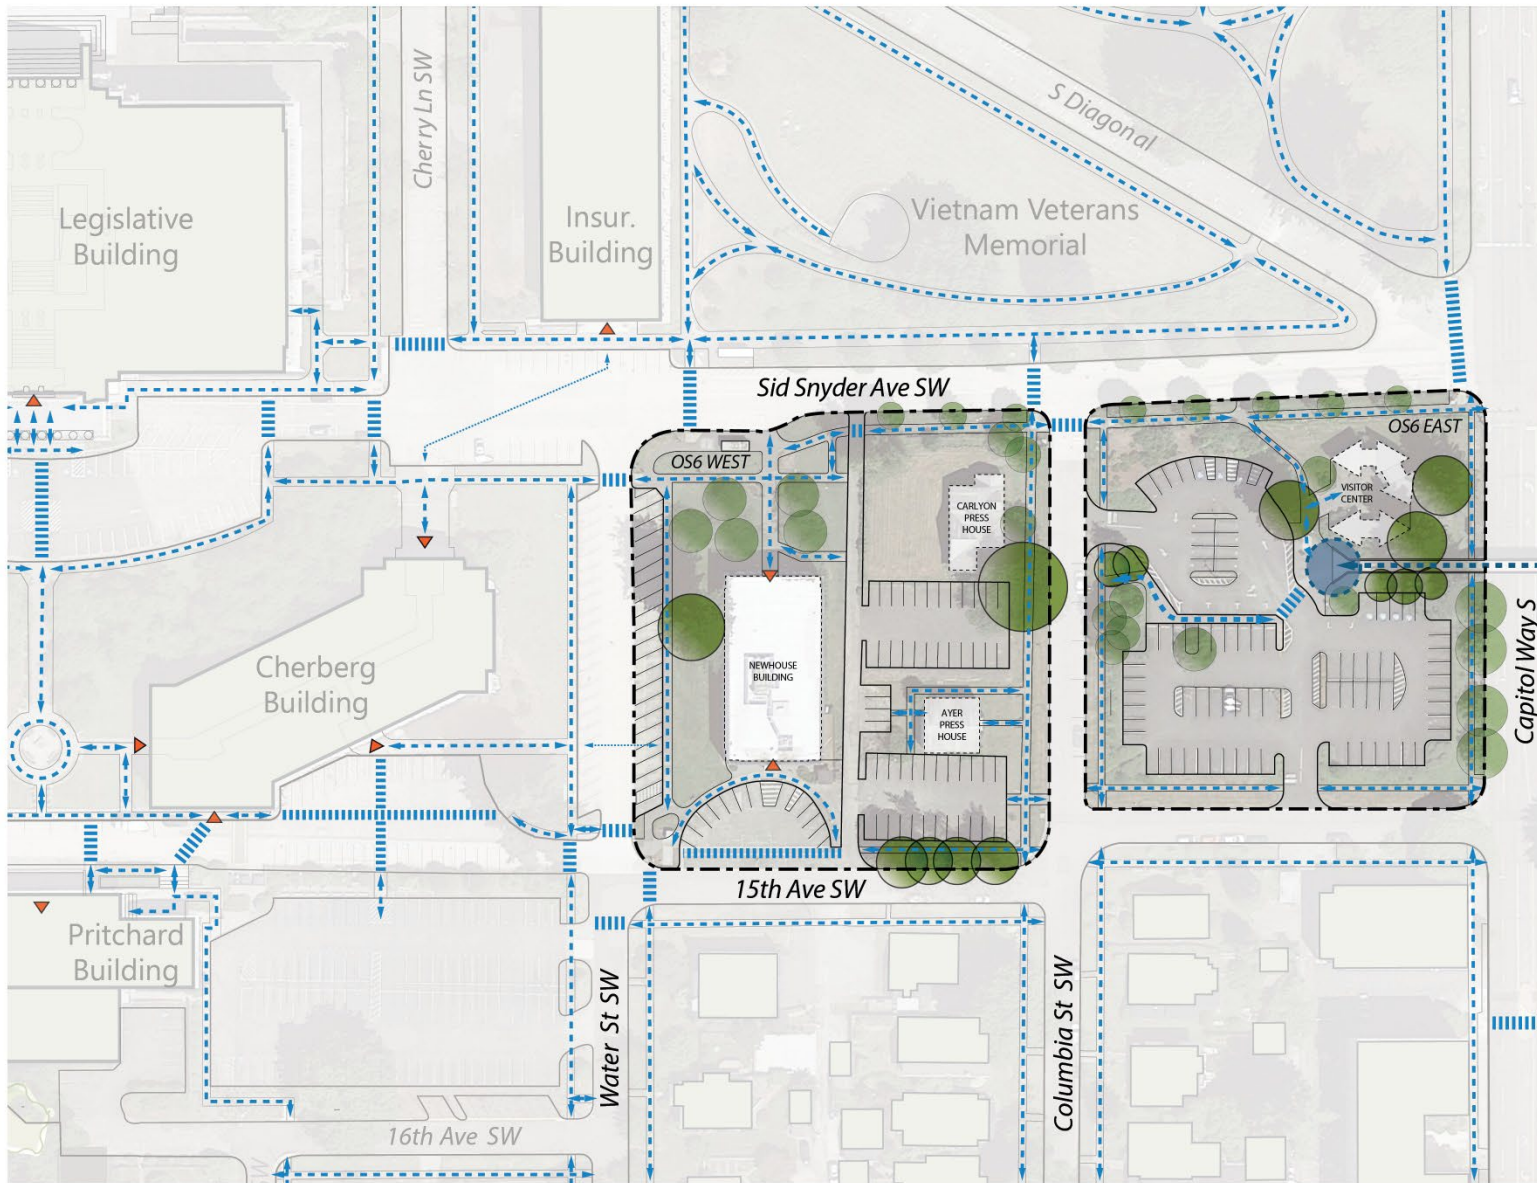 Cherry Ln SW
S Diagonal
Legislative
Building
Insur.
Building
Vietnam Veterans
Memorial
Sid Snyder Ave SW
OS6 WEST
OS6 EAST
CARLYON
PRESS
HOUSE
VISITOR
CENTER
Capitol Way S
Cherberg
Building
NEWHOUSE
BUILDING
AYER
PRESS
HOUSE
15th Ave SW
Pritchard
Building
Water St SW
Columbia St SW
16th Ave SW